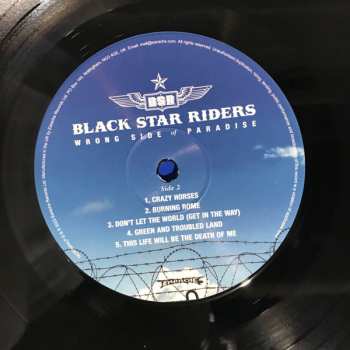 BSR
BLACK STAR RIDERS
WRONG SIDE of PARADISE
Side 2
1. CRAZY HORSES
2. BURNING ROME
3. DON'T LET THE WORLD (GET IN THE WAY)
4. GREEN AND TROUBLED LAND
5. THIS LIFE WILL BE THE DEATH OF ME
EARACHE